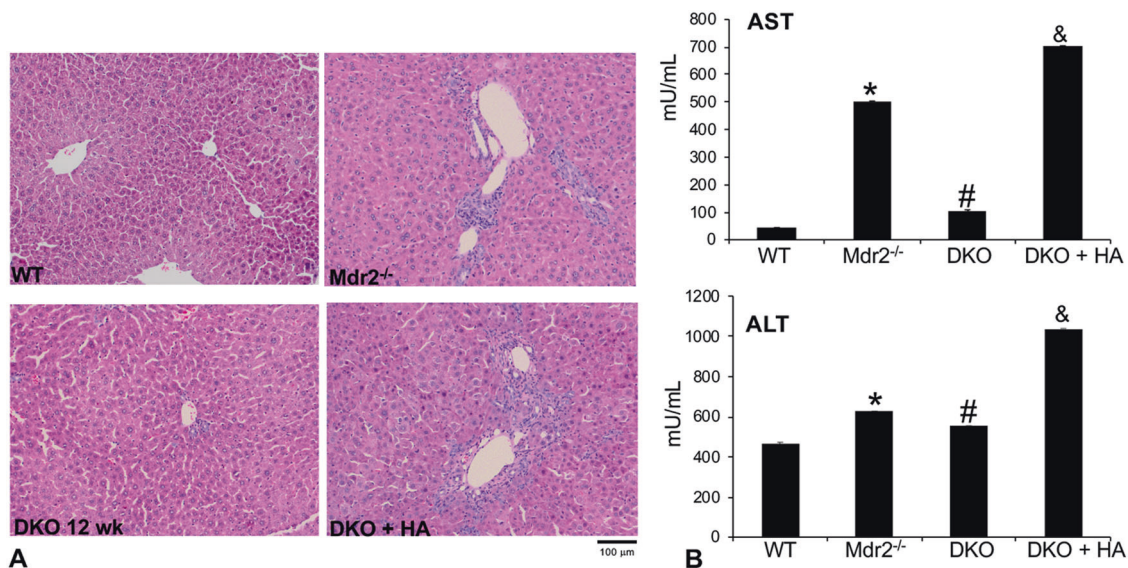 WT
Mdr2-/-
DKO 12 wk
DKO + HA
100 μm
A
B
AST
mU/mL
800
700
600
500
400
300
200
100
0
*
#
&
WT
Mdr2-/-
DKO
DKO + HA
ALT
mU/mL
1200
1000
800
600
400
200
0
*
#
&
WT
Mdr2-/-
DKO
DKO + HA